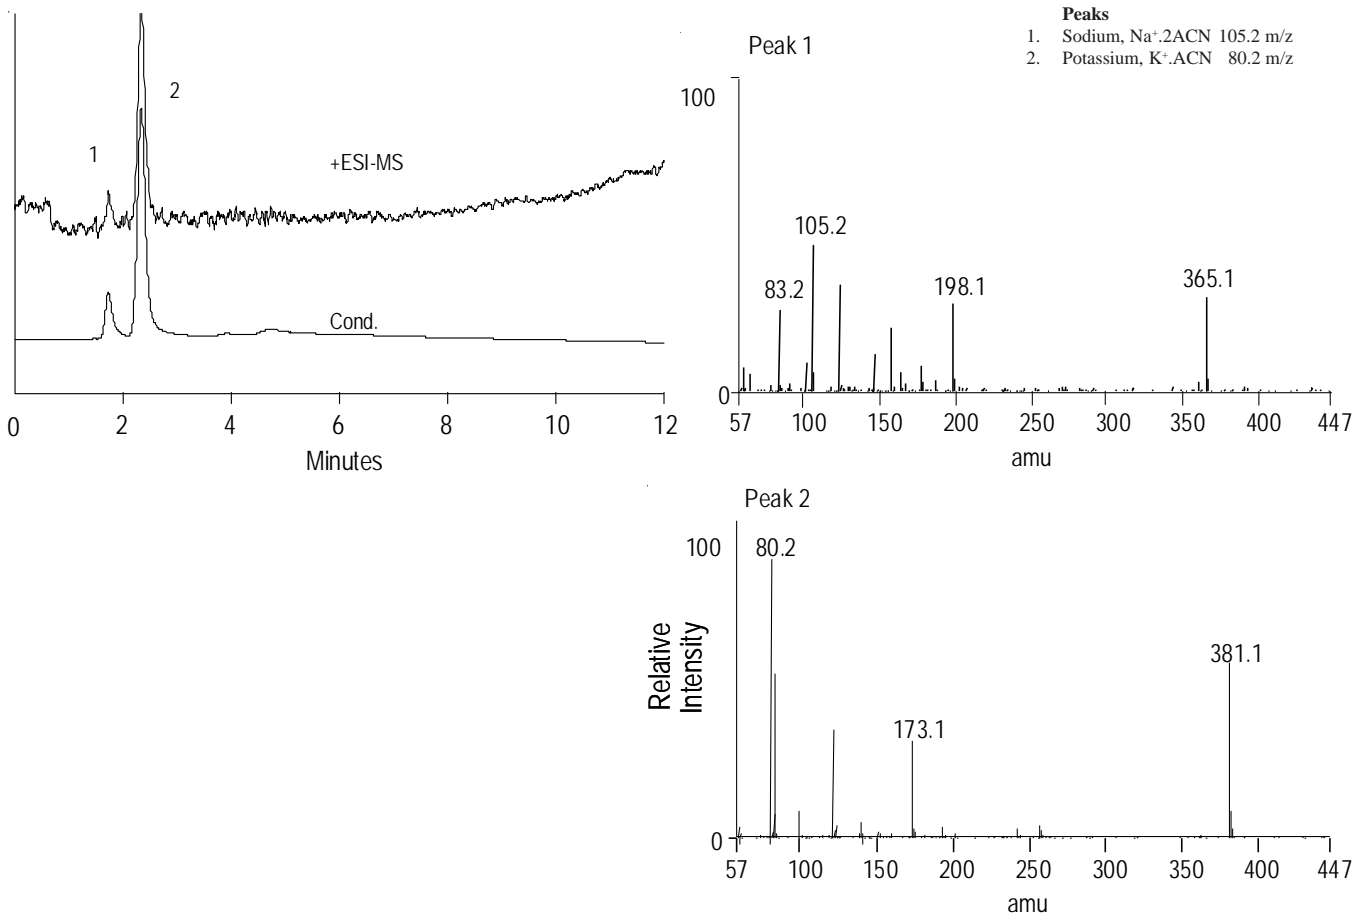 Peaks
1. Sodium, Na⁺.2ACN 105.2 m/z
2. Potassium, K⁺.ACN 80.2 m/z
1
2
+ESI-MS
Cond.
0 2 4 6 8 10 12
Minutes
Peak 1
100
105.2
83.2
198.1
365.1
0
57 100 150 200 250 300 350 400 447
amu
Peak 2
100
80.2
173.1
381.1
Relative
Intensity
0
57 100 150 200 250 300 350 400 447
amu